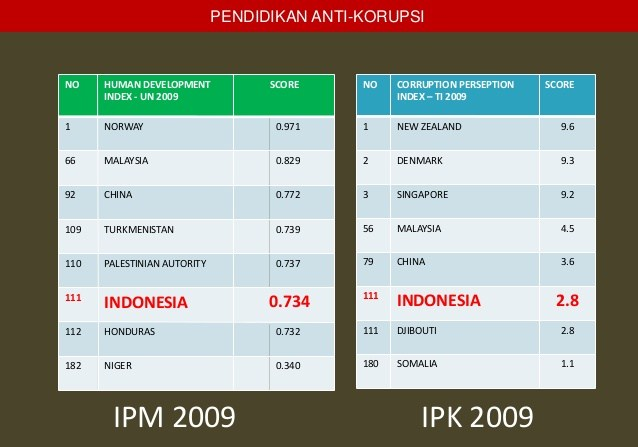 PENDIDIKAN ANTI-KORUPSI
NO HUMAN DEVELOPMENT INDEX - UN 2009 SCORE
1 NORWAY 0.971
66 MALAYSIA 0.829
92 CHINA 0.772
109 TURKMENISTAN 0.739
110 PALESTINIAN AUTORITY 0.737
111 INDONESIA 0.734
112 HONDURAS 0.732
182 NIGER 0.340
IPM 2009
NO CORRUPTION PERSEPTION INDEX – TI 2009 SCORE
1 NEW ZEALAND 9.6
2 DENMARK 9.3
3 SINGAPORE 9.2
56 MALAYSIA 4.5
79 CHINA 3.6
111 INDONESIA 2.8
111 DJIBOUTI 2.8
180 SOMALIA 1.1
IPK 2009